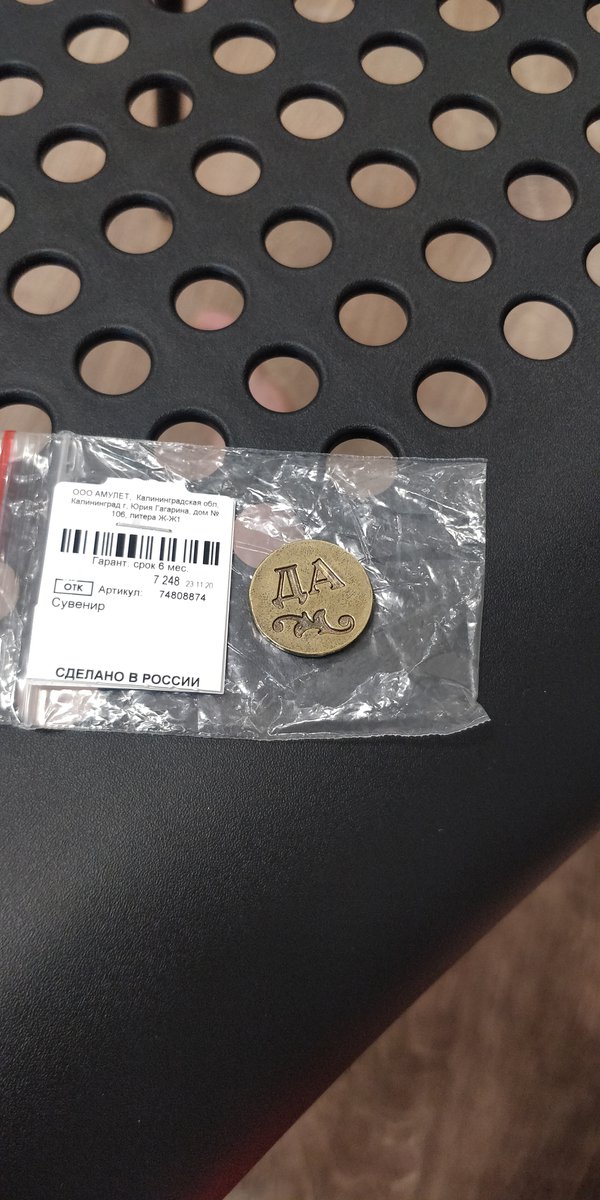 ООО АМУЛЕТ, Калининградская обл.
Калининград г, Юрия Гагарина, дом №
106, литера Ж-Ж1
Гарант. срок 6 мес.
7 248 23 11 20
ОТК Артикул: 74808874
Сувенир
СДЕЛАНО В РОССИИ
ДА